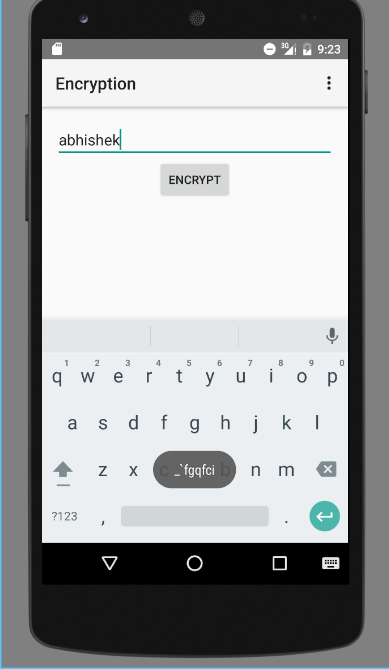 3G 9:23
Encryption
abhishek
ENCRYPT
1 2 3 4 5 6 7 8 9 0
q w e r t y u i o p
a s d f g h j k l
z x c b n m
_`fgqfci
?123 , .